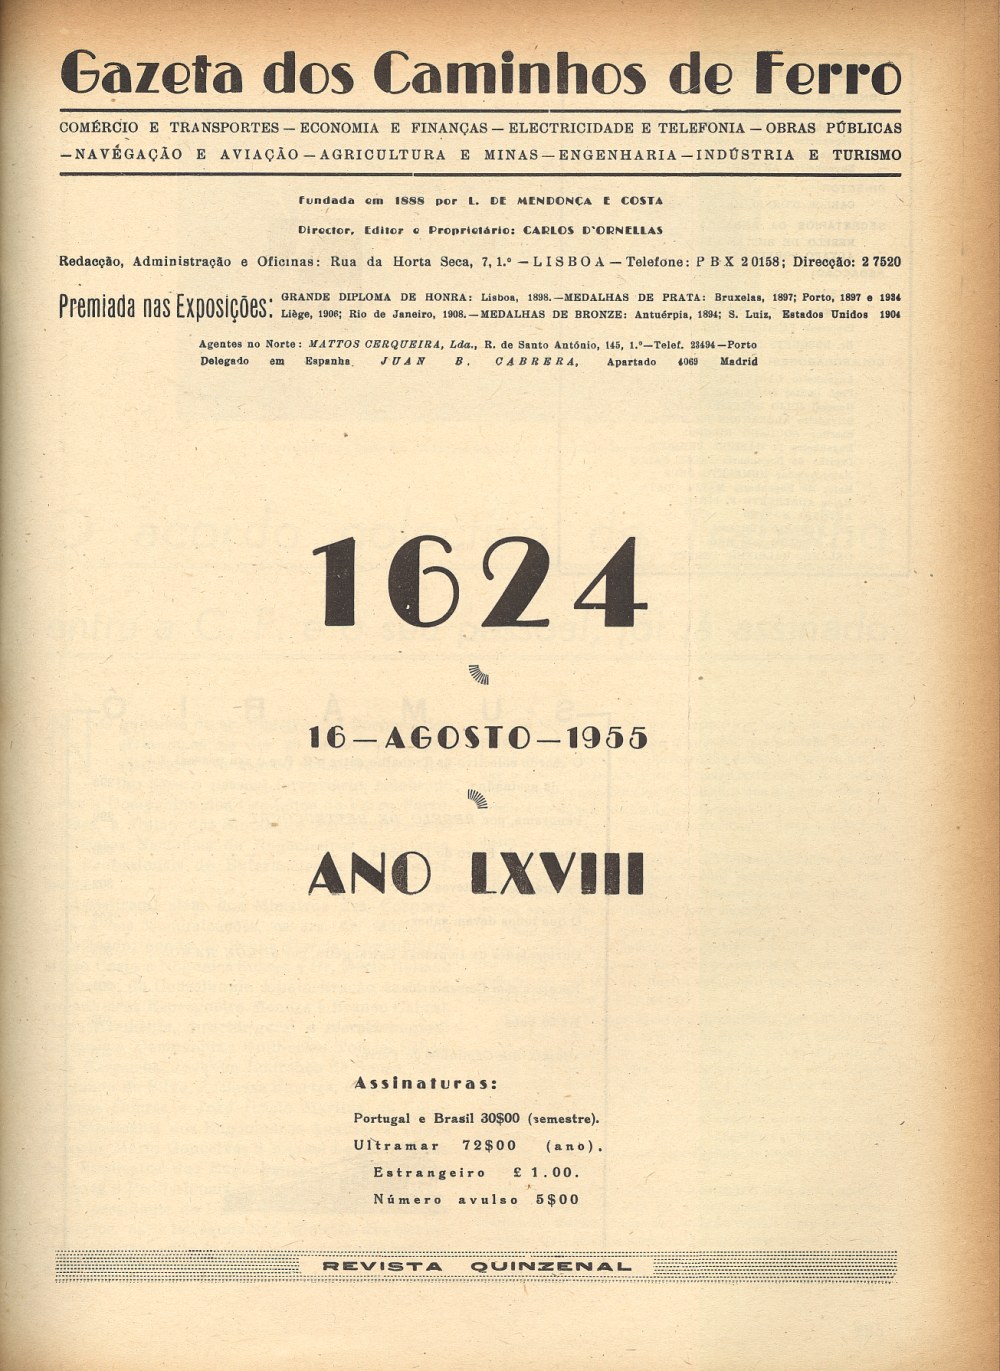 Gazeta dos Caminhos de Ferro
COMÉRCIO E TRANSPORTES — ECONOMIA E FINANÇAS — ELECTRICIDADE E TELEFONIA — OBRAS PÚBLICAS
—NAVÉGAÇÃO E AVIAÇÃO — AGRICULTURA E MINAS — ENGENHARIA — INDÚSTRIA E TURISMO
Fundada em 1888 por L. DE MENDONÇA E COSTA
Director, Editor e Proprietário: CARLOS D'ORNELLAS
Redacção, Administração e Oficinas: Rua da Horta Seca, 7, 1.º — LISBOA — Telefone: PBX 20158; Direcção: 27520
Premiada nas Exposições: GRANDE DIPLOMA DE HONRA: Lisboa, 1898.—MEDALHAS DE PRATA: Bruxelas, 1897; Porto, 1897 e 1934
Liège, 1906; Rio de Janeiro, 1908.—MEDALHAS DE BRONZE: Antuérpia, 1894; S. Luiz, Estados Unidos 1904
Agentes no Norte: MATTOS CERQUEIRA, Lda., R. de Santo António, 145, 1.º—Telef. 23494—Porto
Delegado em Espanha JUAN B. CABRERA, Apartado 4069 Madrid
1624
16—AGOSTO—1955
ANO LXVIII
Assinaturas:
Portugal e Brasil 30$00 (semestre).
Ultramar 72$00 (ano).
Estrangeiro £ 1.00.
Número avulso 5$00
REVISTA QUINZENAL